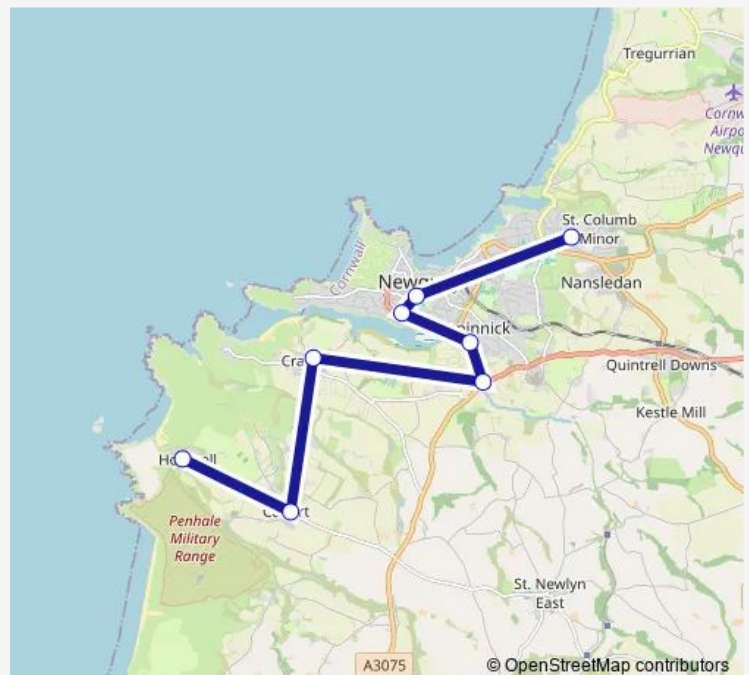 Tregurrian
Cornw
Airpo
Newqu
St. Columb
Minor
Cornwall
Newq
Nansledan
innick
Cra
Quintrell Downs
Kestle Mill
Ho ell
C rt
Penhale
Military
Range
St. Newlyn
East
A3075
© OpenStreetMap contributors